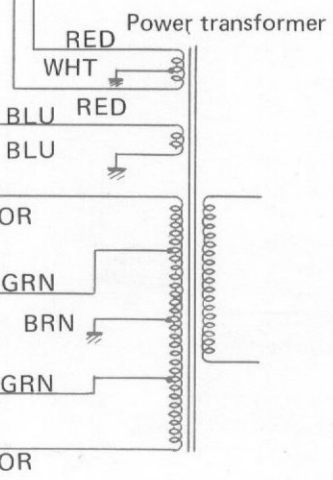 Power transformer
RED
WHT
RED
BLU
BLU
OR
GRN
BRN
GRN
OR